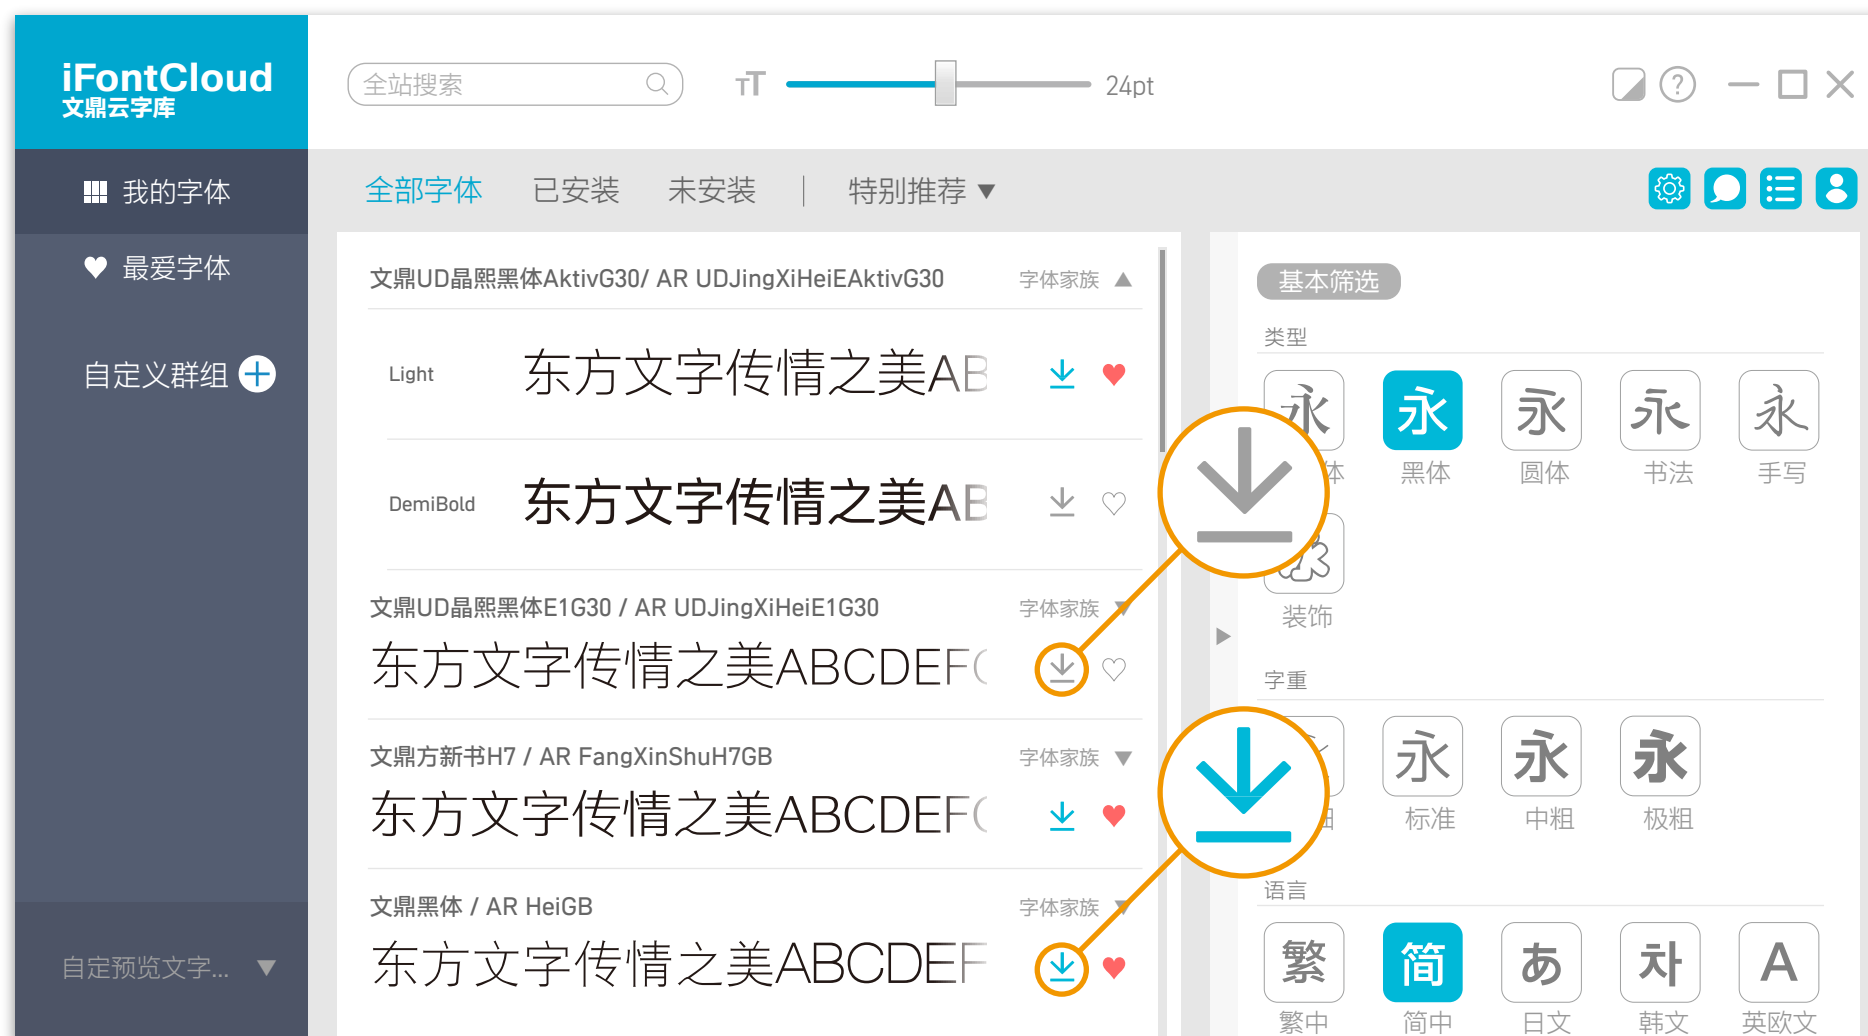 iFontCloud
文鼎云字库
全站搜索
TT
24pt
?
我的字体
最爱字体
自定义群组
自定预览文字...
全部字体 已安装 未安装 | 特别推荐
文鼎UD晶熙黑体AktivG30/ AR UDJingXiHeiEAktivG30 字体家族
Light 东方文字传情之美AB
DemiBold 东方文字传情之美AB
文鼎UD晶熙黑体E1G30 / AR UDJingXiHeiE1G30 字体家族
东方文字传情之美ABCDEF
文鼎方新书H7 / AR FangXinShuH7GB 字体家族
东方文字传情之美ABCDEF
文鼎黑体 / AR HeiGB 字体家族
东方文字传情之美ABCDEF
基本筛选
类型
永 永 永 永 永
体 黑体 圆体 书法 手写
装饰
字重
永 永 永
标准 中粗 极粗
语言
繁 简 あ 차 A
繁中 简中 日文 韩文 英欧文